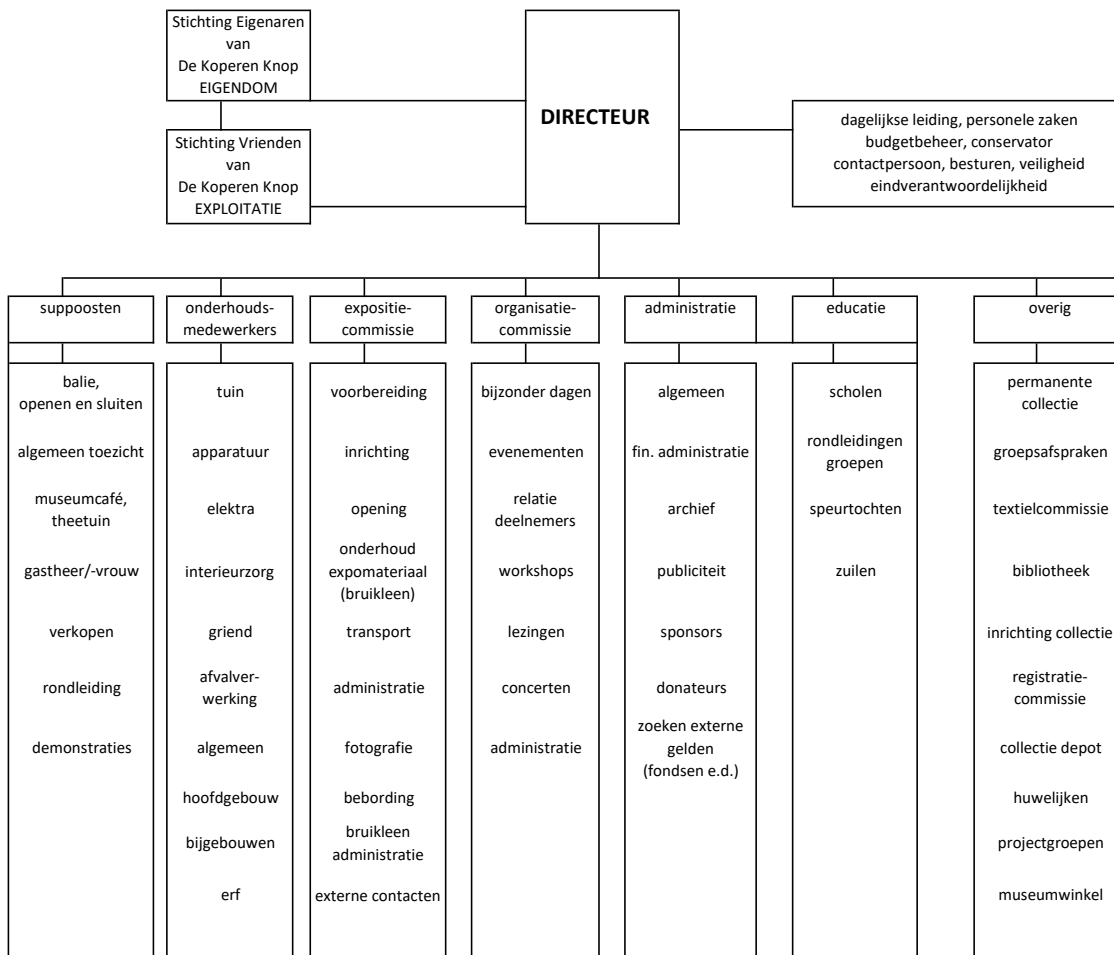 Stichting Eigenaren
van
De Koperen Knop
EIGENDOM
DIRECTEUR
dagelijkse leiding, personele zaken
budgetbeheer, conservator
contactpersoon, besturen, veiligheid
eindverantwoordelijkheid
Stichting Vrienden
van
De Koperen Knop
EXPLOITATIE
suppoosten
balie,
openen en sluiten
algemeen toezicht
museumcafé,
theetuin
gastheer/-vrouw
verkopen
rondleiding
demonstraties
onderhouds-
medewerkers
tuin
apparatuur
elektra
interieurzorg
griend
afvalver-
werking
algemeen
hoofdgebouw
bijgebouwen
erf
expositie-
commissie
voorbereiding
inrichting
opening
onderhoud
expomateriaal
(bruikleen)
transport
administratie
fotografie
bebording
bruikleen
administratie
externe contacten
organisatie-
commissie
bijzonder dagen
evenementen
relatie
deelnemers
workshops
lezingen
concerten
administratie
administratie
algemeen
fin. administratie
archief
publiciteit
sponsors
donateurs
zoeken externe
gelden
(fondsen e.d.)
educatie
scholen
rondleidingen
groepen
speurtochten
zuilen
overig
permanente
collectie
groepsafspraken
textielcommissie
bibliotheek
inrichting collectie
registratie-
commissie
collectie depot
huwelijken
projectgroepen
museumwinkel